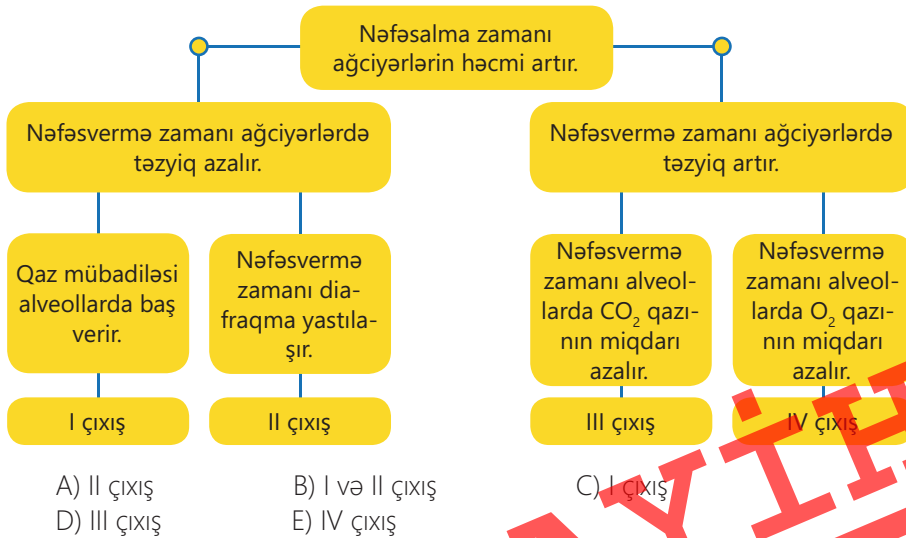 Nəfəsalma zamanı
ağciyərlərin həcmi artır.
Nəfəsvermə zamanı ağciyərlərdə
təzyiq azalır.
Nəfəsvermə zamanı ağciyərlərdə
təzyiq artır.
Qaz mübadiləsi
alveollarda baş
verir.
Nəfəsvermə
zamanı dia-
fraqma yastıla-
şır.
Nəfəsvermə
zamanı alveol-
larda CO₂ qazı-
nın miqdarı
azalır.
Nəfəsvermə
zamanı alveol-
larda O₂ qazı-
nın miqdarı
azalır.
I çıxış
II çıxış
III çıxış
IV çıxış
A) II çıxış
B) I və II çıxış
C) I çıxış
D) III çıxış
E) IV çıxış